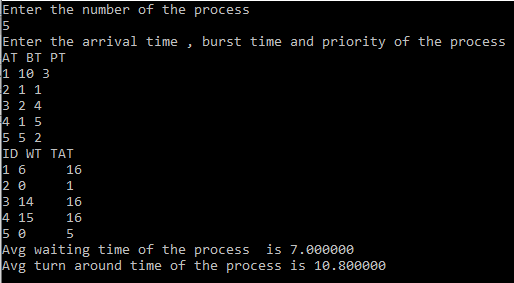 Enter the number of the process
5
Enter the arrival time , burst time and priority of the process
AT BT PT
1 10 3
2 1 1
3 2 4
4 1 5
5 5 2
ID WT TAT
1 6 16
2 0 1
3 14 16
4 15 16
5 0 5
Avg waiting time of the process  is 7.000000
Avg turn around time of the process is 10.800000